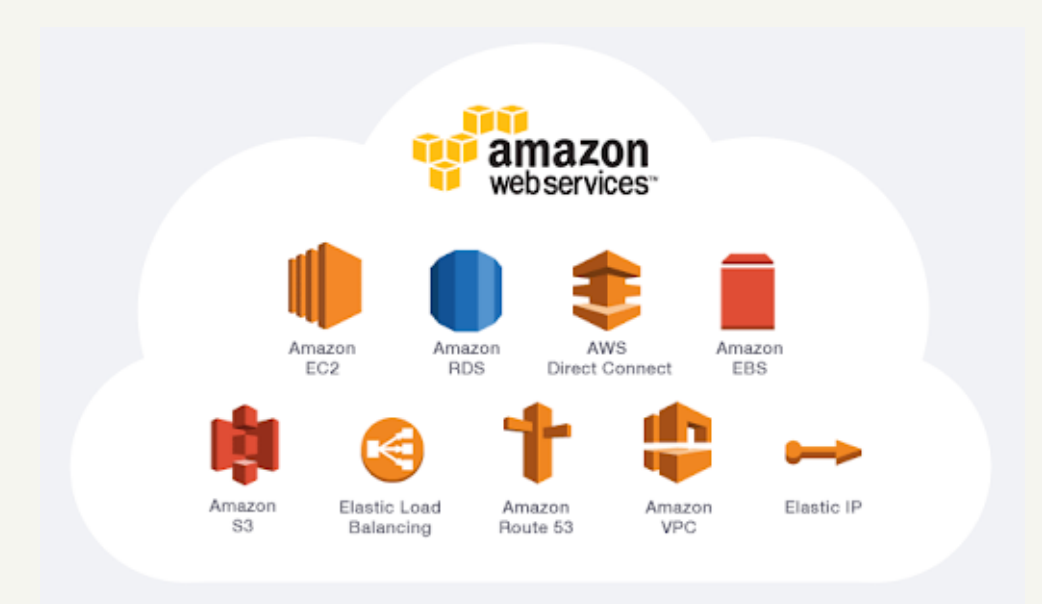 amazon
webservices™
Amazon
EC2
Amazon
RDS
AWS
Direct Connect
Amazon
EBS
Amazon
S3
Elastic Load
Balancing
Amazon
Route 53
Amazon
VPC
Elastic IP